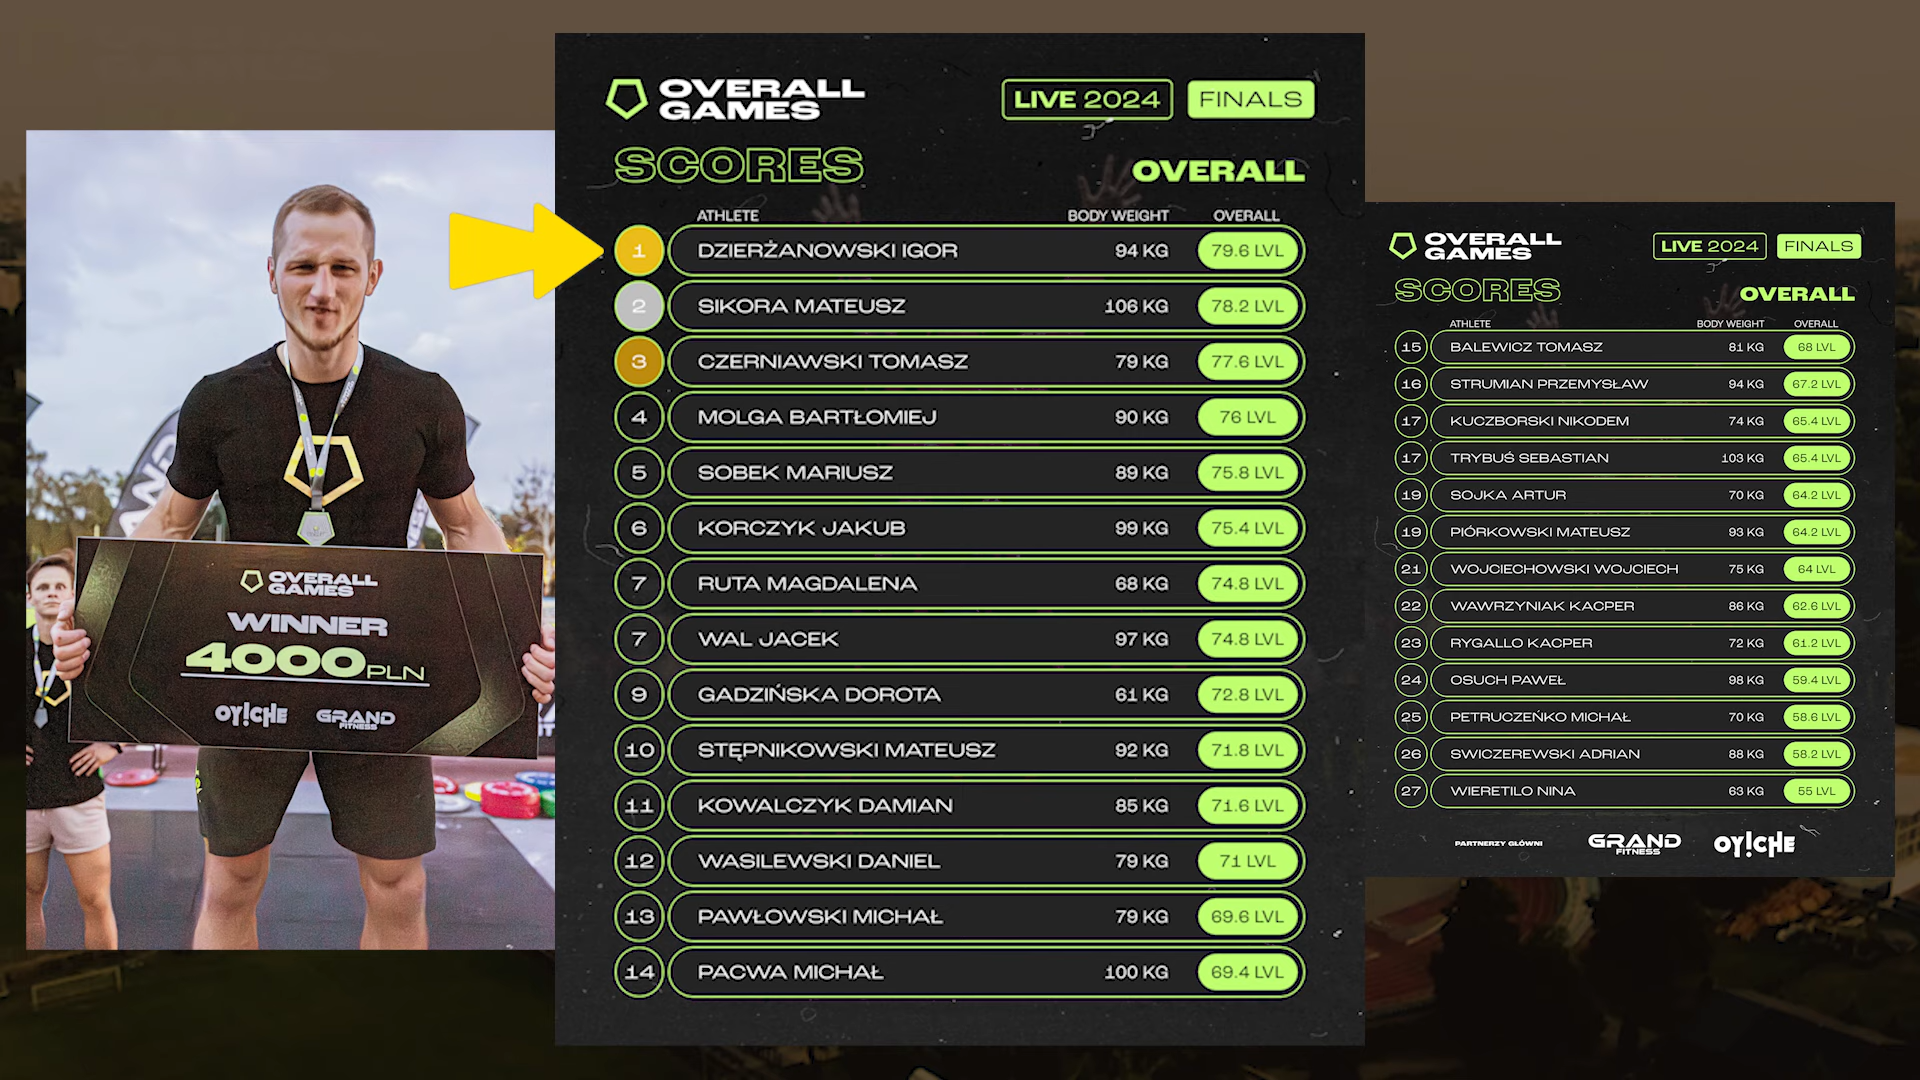 OVERALL
GAMES
WINNER
4000PLN
OY!CHE GRAND
FITNESS
OVERALL
GAMES
LIVE 2024 FINALS
SCORES OVERALL
ATHLETE BODY WEIGHT OVERALL
1 DZIERŻANOWSKI IGOR 94 KG 79.6 LVL
2 SIKORA MATEUSZ 106 KG 78.2 LVL
3 CZERNIAWSKI TOMASZ 79 KG 77.6 LVL
4 MOLGA BARTŁOMIEJ 90 KG 76 LVL
5 SOBEK MARIUSZ 89 KG 75.8 LVL
6 KORCZYK JAKUB 99 KG 75.4 LVL
7 RUTA MAGDALENA 68 KG 74.8 LVL
7 WAL JACEK 97 KG 74.8 LVL
9 GADZIŃSKA DOROTA 61 KG 72.8 LVL
10 STĘPNIKOWSKI MATEUSZ 92 KG 71.8 LVL
11 KOWALCZYK DAMIAN 85 KG 71.6 LVL
12 WASILEWSKI DANIEL 79 KG 71 LVL
13 PAWŁOWSKI MICHAŁ 79 KG 69.6 LVL
14 PACWA MICHAŁ 100 KG 69.4 LVL
OVERALL
GAMES
LIVE 2024 FINALS
SCORES OVERALL
ATHLETE BODY WEIGHT OVERALL
15 BALEWICZ TOMASZ 81 KG 68 LVL
16 STRUMIAN PRZEMYSŁAW 94 KG 67.2 LVL
17 KUCZBORSKI NIKODEM 74 KG 65.4 LVL
17 TRYBUŚ SEBASTIAN 103 KG 65.4 LVL
19 SOJKA ARTUR 70 KG 64.2 LVL
19 PIÓRKOWSKI MATEUSZ 93 KG 64.2 LVL
21 WOJCIECHOWSKI WOJCIECH 75 KG 64 LVL
22 WAWRZYNIAK KACPER 86 KG 62.6 LVL
23 RYGALLO KACPER 72 KG 61.2 LVL
24 OSUCH PAWEŁ 98 KG 59.4 LVL
25 PETRUCZEŃKO MICHAŁ 70 KG 58.6 LVL
26 SWICZEREWSKI ADRIAN 88 KG 58.2 LVL
27 WIERETILO NINA 63 KG 55 LVL
PARTNERZY GŁÓWNI GRAND
FITNESS OY!CHE